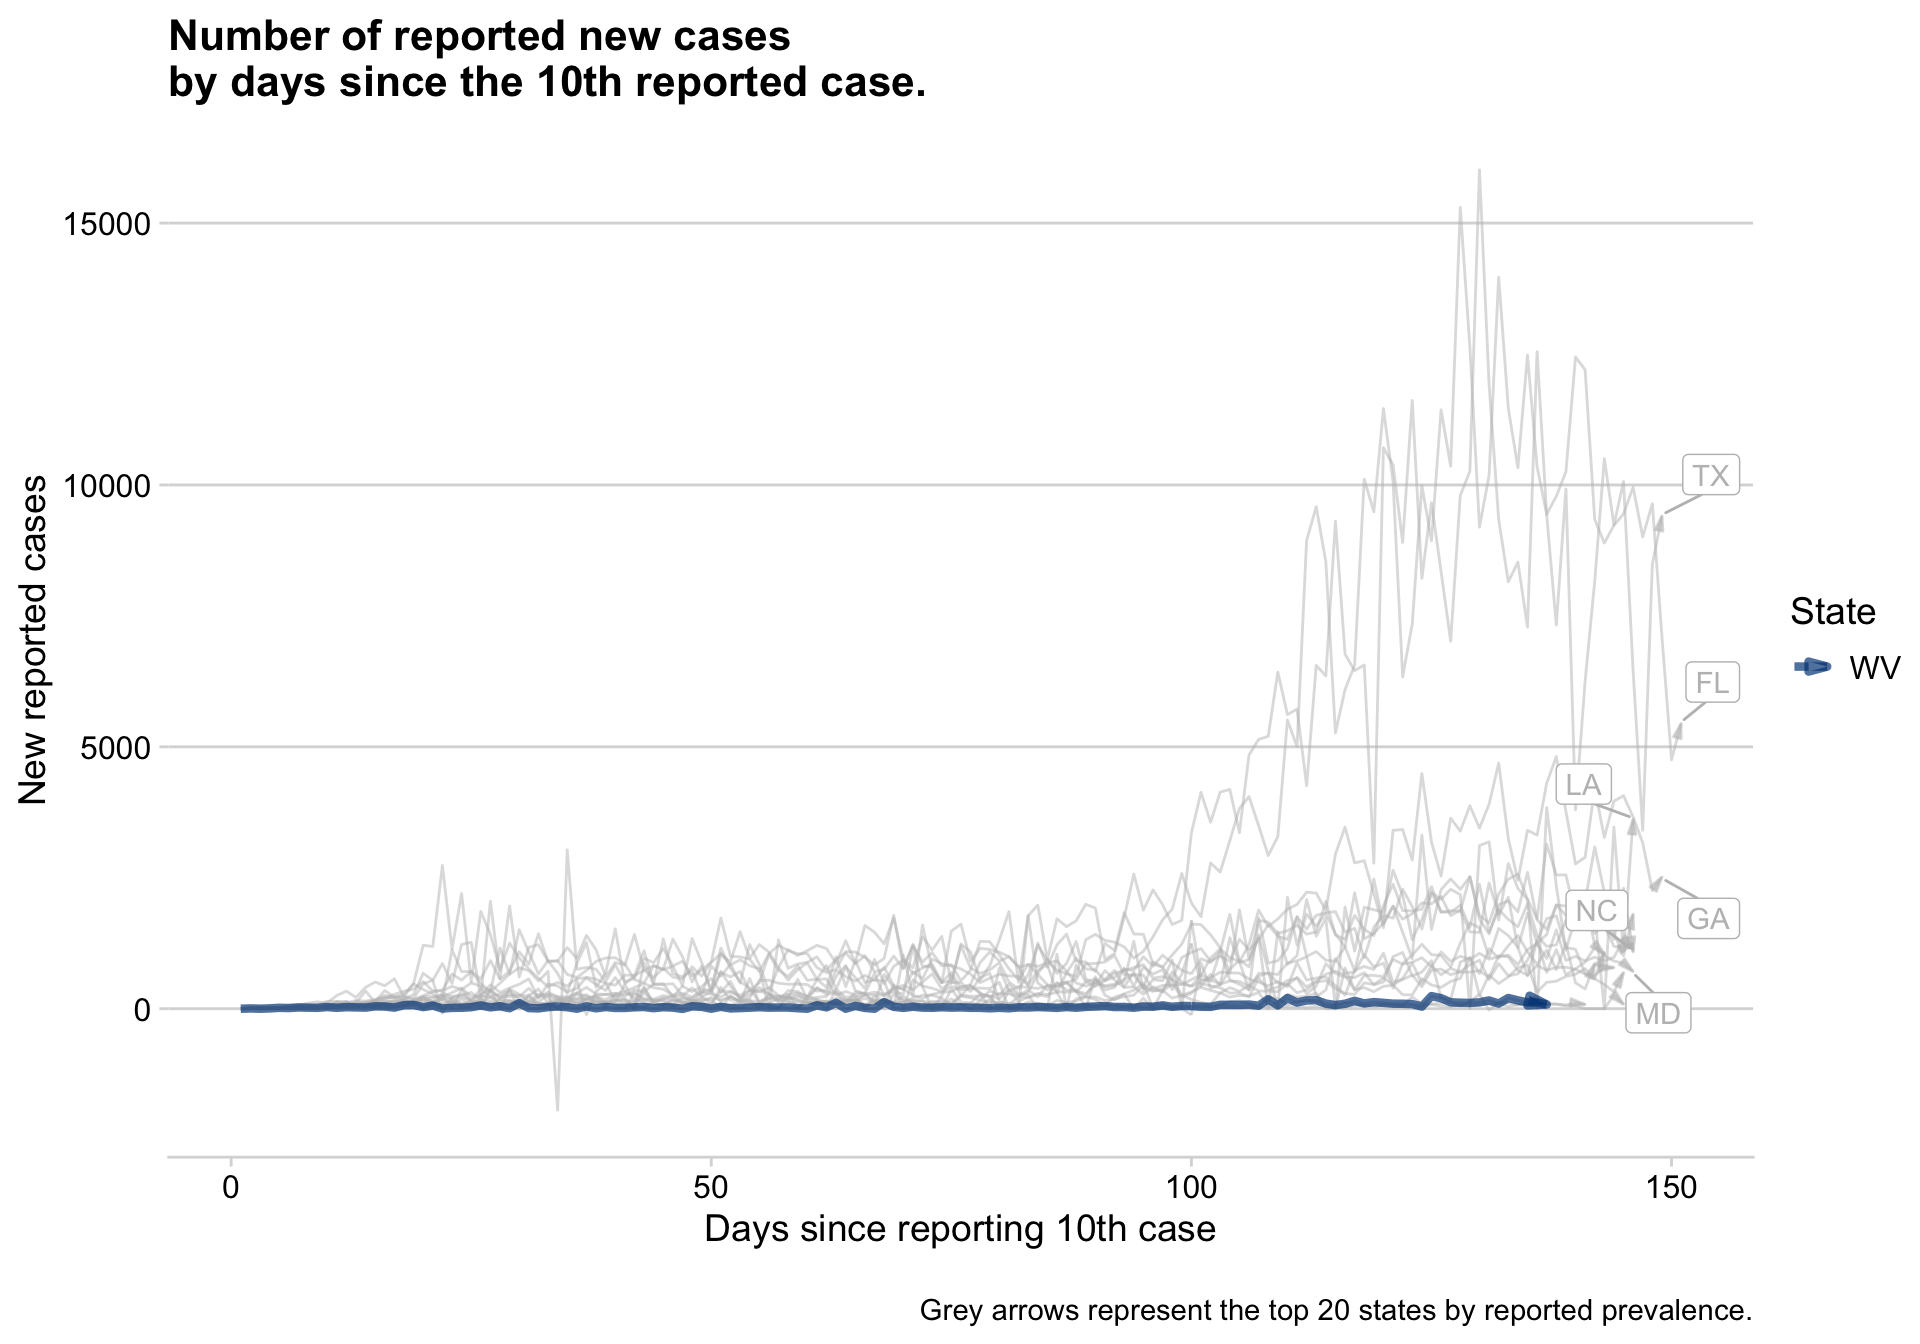 Number of reported new cases
by days since the 10th reported case.
New reported cases
15000
10000
5000
0
TX
FL
LA
NC
GA
MD
State
WV
0
50
100
150
Days since reporting 10th case
Grey arrows represent the top 20 states by reported prevalence.